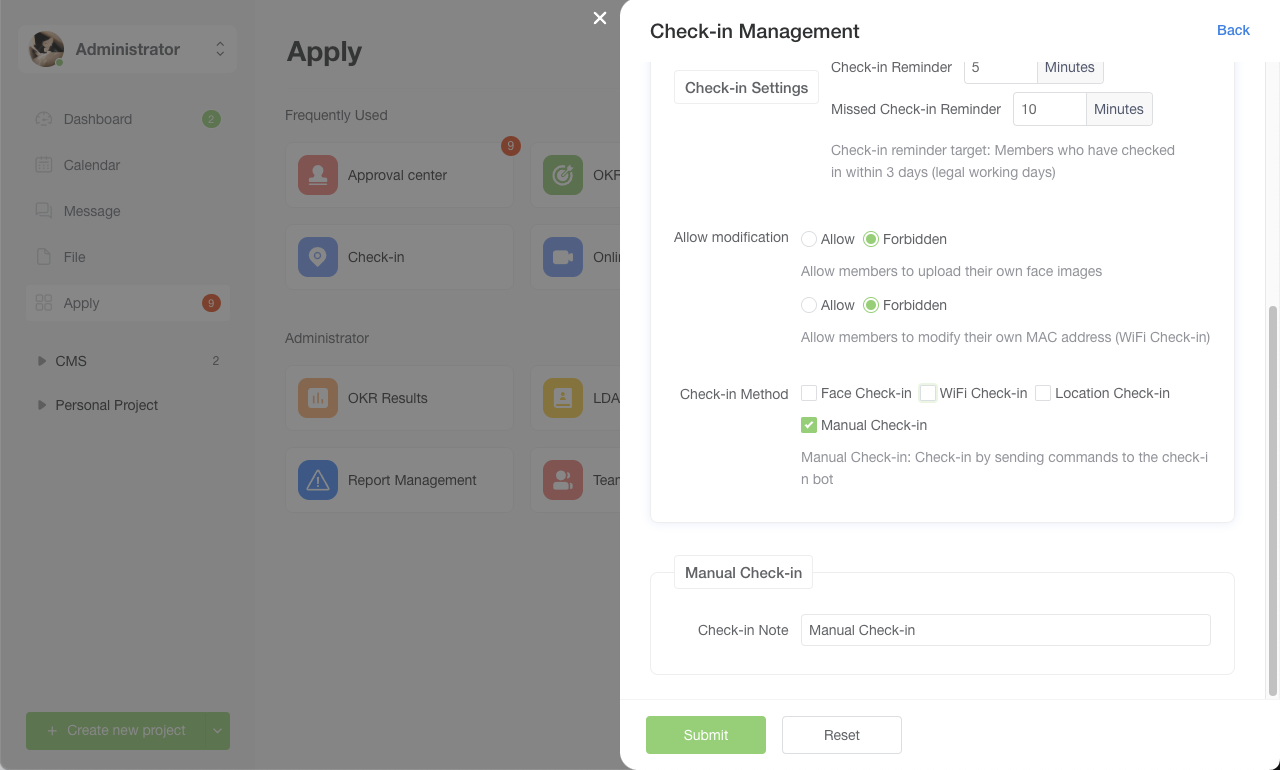 Administrator
Dashboard
2
Calendar
Message
File
Apply
9
CMS
2
Personal Project
+ Create new project
Apply
Frequently Used
Approval center
9
OKR
Check-in
Onli
Administrator
OKR Results
LDA
Report Management
Tear
Check-in Management
Back
Check-in Settings
Check-in Reminder
5
Minutes
Missed Check-in Reminder
10
Minutes
Check-in reminder target: Members who have checked
in within 3 days (legal working days)
Allow modification
Allow
Forbidden
Allow members to upload their own face images
Allow
Forbidden
Allow members to modify their own MAC address (WiFi Check-in)
Check-in Method
Face Check-in
WiFi Check-in
Location Check-in
Manual Check-in
Manual Check-in: Check-in by sending commands to the check-i
n bot
Manual Check-in
Check-in Note
Manual Check-in
Submit
Reset